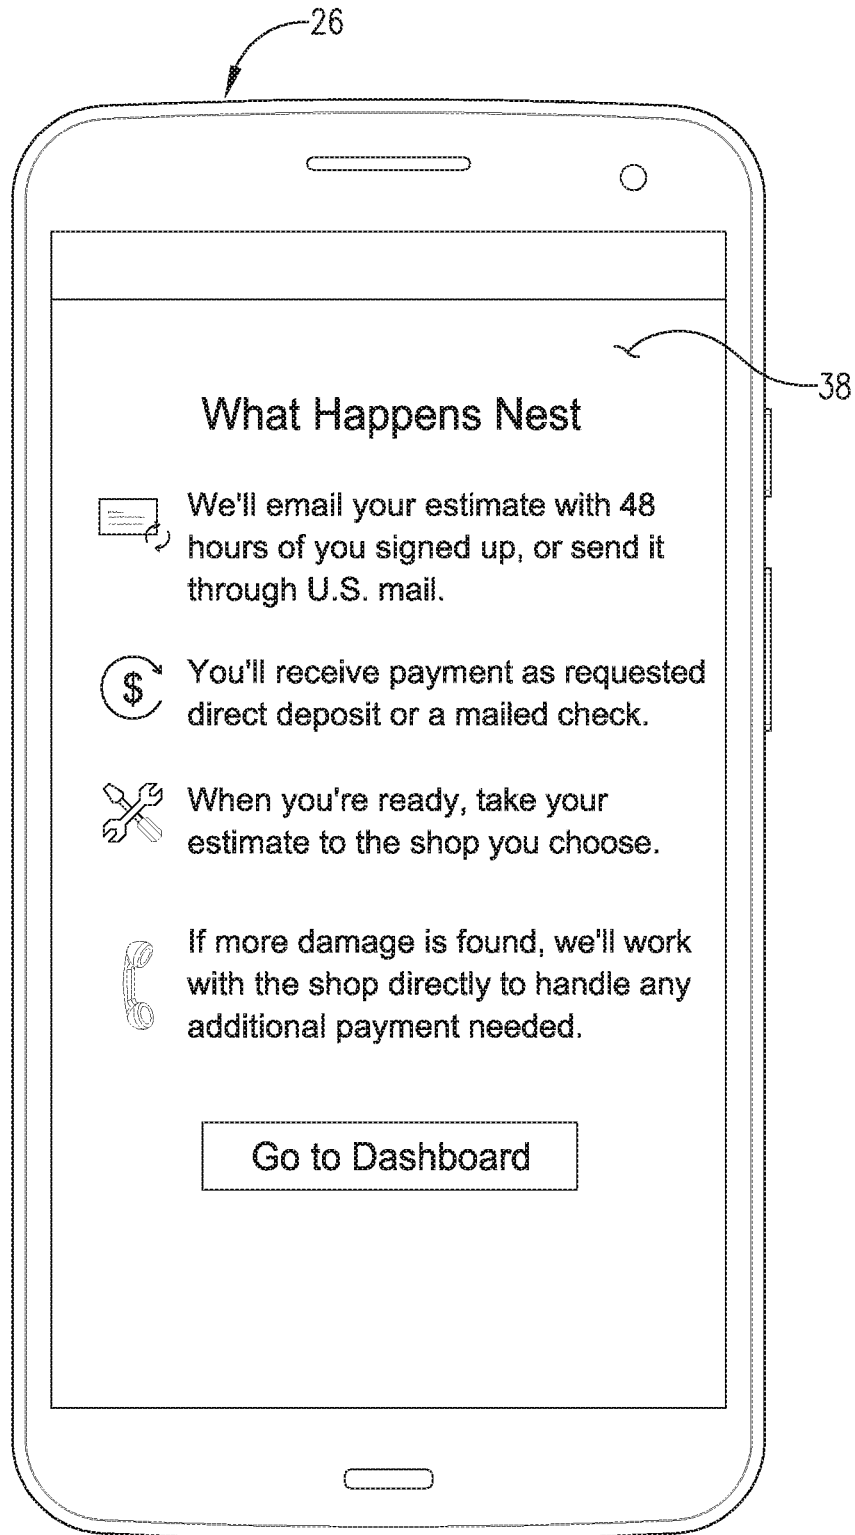 26
38
What Happens Nest
We'll email your estimate with 48
hours of you signed up, or send it
through U.S. mail.
$
You'll receive payment as requested
direct deposit or a mailed check.
When you're ready, take your
estimate to the shop you choose.
If more damage is found, we'll work
with the shop directly to handle any
additional payment needed.
Go to Dashboard